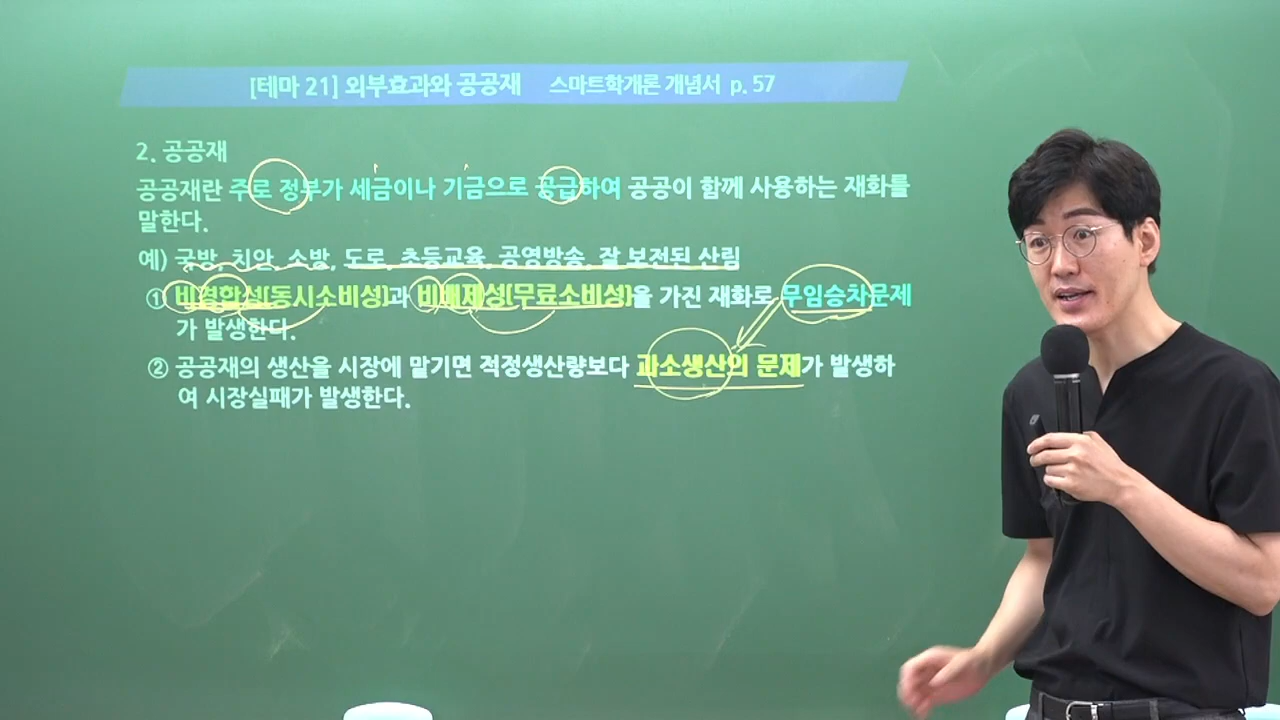 [테마 21] 외부효과와 공공재 스마트학개론 개념서 p. 57
2. 공공재
공공재란 주로 정부가 세금이나 기금으로 공급하여 공공이 함께 사용하는 재화를
말한다.
예) 국방, 치안, 소방, 도로, 초등교육, 공영방송, 잘 보전된 산림
① 비경합성(동시소비성)과 비배제성(무료소비성)을 가진 재화로 무임승차문제
가 발생한다.
② 공공재의 생산을 시장에 맡기면 적정생산량보다 과소생산의 문제가 발생하
여 시장실패가 발생한다.